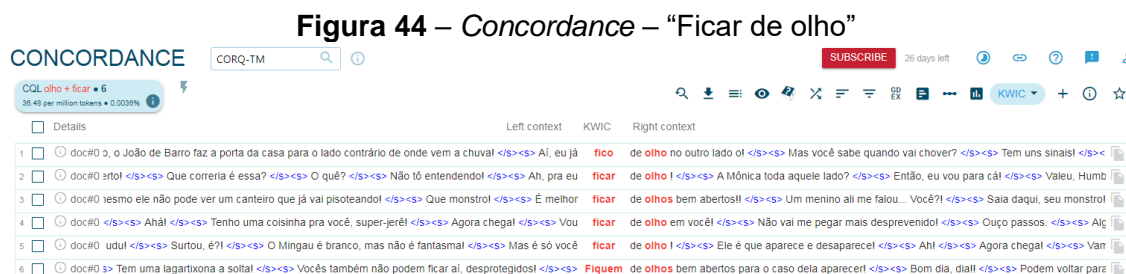 Figura 44 – Concordance – “Ficar de olho”
CONCORDANCE CORQ-TM SUBSCRIBE 26 days left
CQL olho + ficar • 6
36.48 per million tokens • 0.0036%
GD EX KWIC
Details Left context KWIC Right context
1 doc#0 o, o João de Barro faz a porta da casa para o lado contrário de onde vem a chuva! </s><s> Aí, eu já fico de olho no outro lado o! </s><s> Mas você sabe quando vai chover? </s><s> Tem uns sinais! </s><
2 doc#0 erto! </s><s> Que correria é essa? </s><s> O quê? </s><s> Não tô entendendo! </s><s> Ah, pra eu ficar de olho ! </s><s> A Mônica toda aquele lado? </s><s> Então, eu vou para cá! </s><s> Valeu, Humb
3 doc#0 nesmo ele não pode ver um canteiro que já vai pisoteando! </s><s> Que monstro! </s><s> É melhor ficar de olhos bem abertos!! </s><s> Um menino ali me falou... Você?! </s><s> Saia daqui, seu monstro!
4 doc#0 s> Ahá! </s><s> Tenho uma coisinha pra você, super-jerê! </s><s> Agora chega! </s><s> Vou ficar de olho em você! </s><s> Não vai me pegar mais desprevenido! </s><s> Ouço passos. </s><s> Alg
5 doc#0 udu! </s><s> Surtou, é?! </s><s> O Mingau é branco, mas não é fantasma! </s><s> Mas é só você ficar de olho ! </s><s> Ele é que aparece e desaparece! </s><s> Ah! </s><s> Agora chega! </s><s> Vam
6 doc#0 s> Tem uma lagartixona a solta! </s><s> Vocês também não podem ficar aí, desprotegidos! </s><s> Fiquem de olhos bem abertos para o caso dela aparecer! </s><s> Bom dia, dia!! </s><s> Podem voltar para